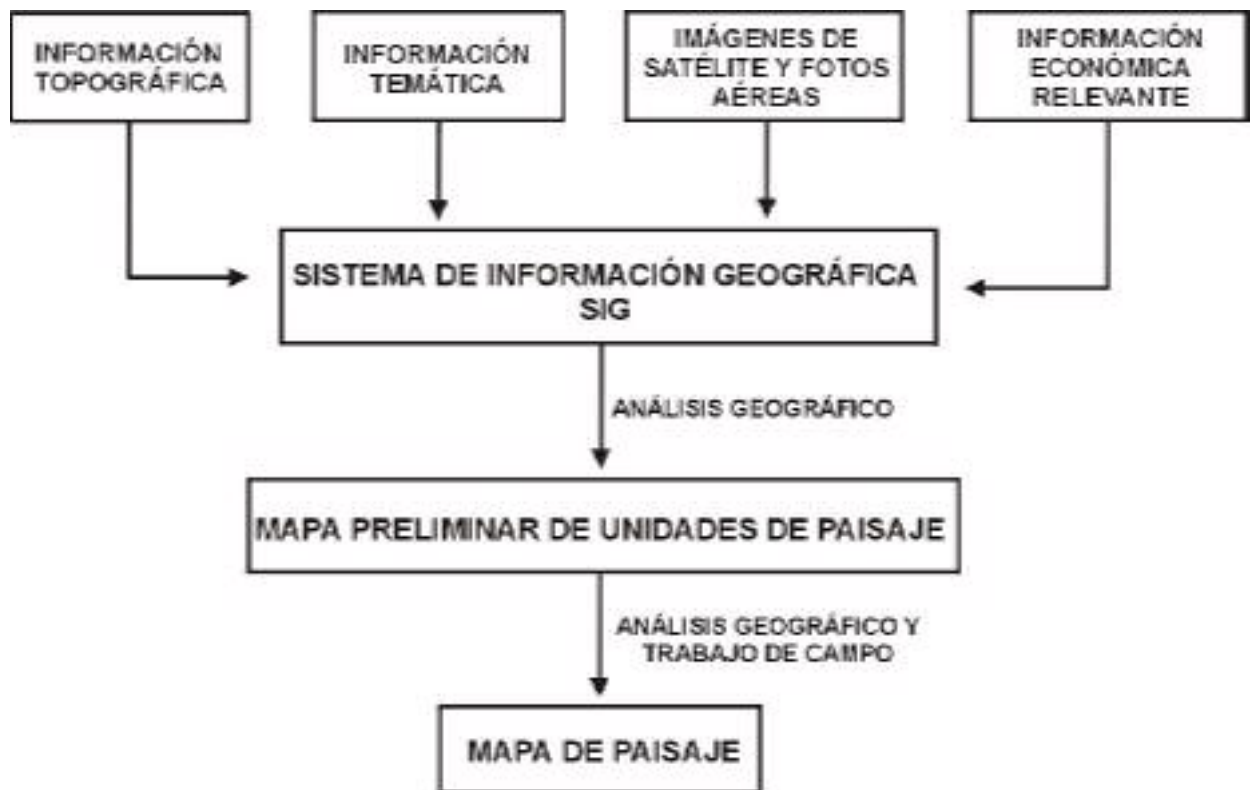 INFORMACIÓN
TOPOGRÁFICA
INFORMACIÓN
TEMÁTICA
IMÁGENES DE
SATÉLITE Y FOTOS
AÉREAS
INFORMACIÓN
ECONÓMICA
RELEVANTE
SISTEMA DE INFORMACIÓN GEOGRÁFICA
SIG
ANÁLISIS GEOGRÁFICO
MAPA PRELIMINAR DE UNIDADES DE PAISAJE
ANÁLISIS GEOGRÁFICO Y
TRABAJO DE CAMPO
MAPA DE PAISAJE